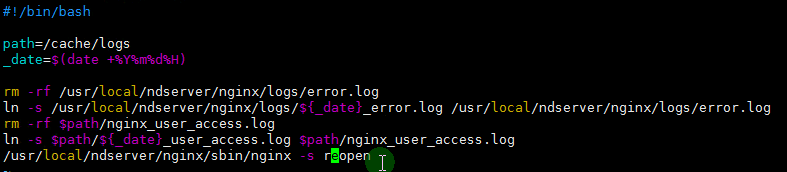 #!/bin/bash
path=/cache/logs
_date=$(date +%Y%m%d%H)
rm -rf /usr/local/ndserver/nginx/logs/error.log
ln -s /usr/local/ndserver/nginx/logs/${_date}_error.log /usr/local/ndserver/nginx/logs/error.log
rm -rf $path/nginx_user_access.log
ln -s $path/${_date}_user_access.log $path/nginx_user_access.log
/usr/local/ndserver/nginx/sbin/nginx -s reopen